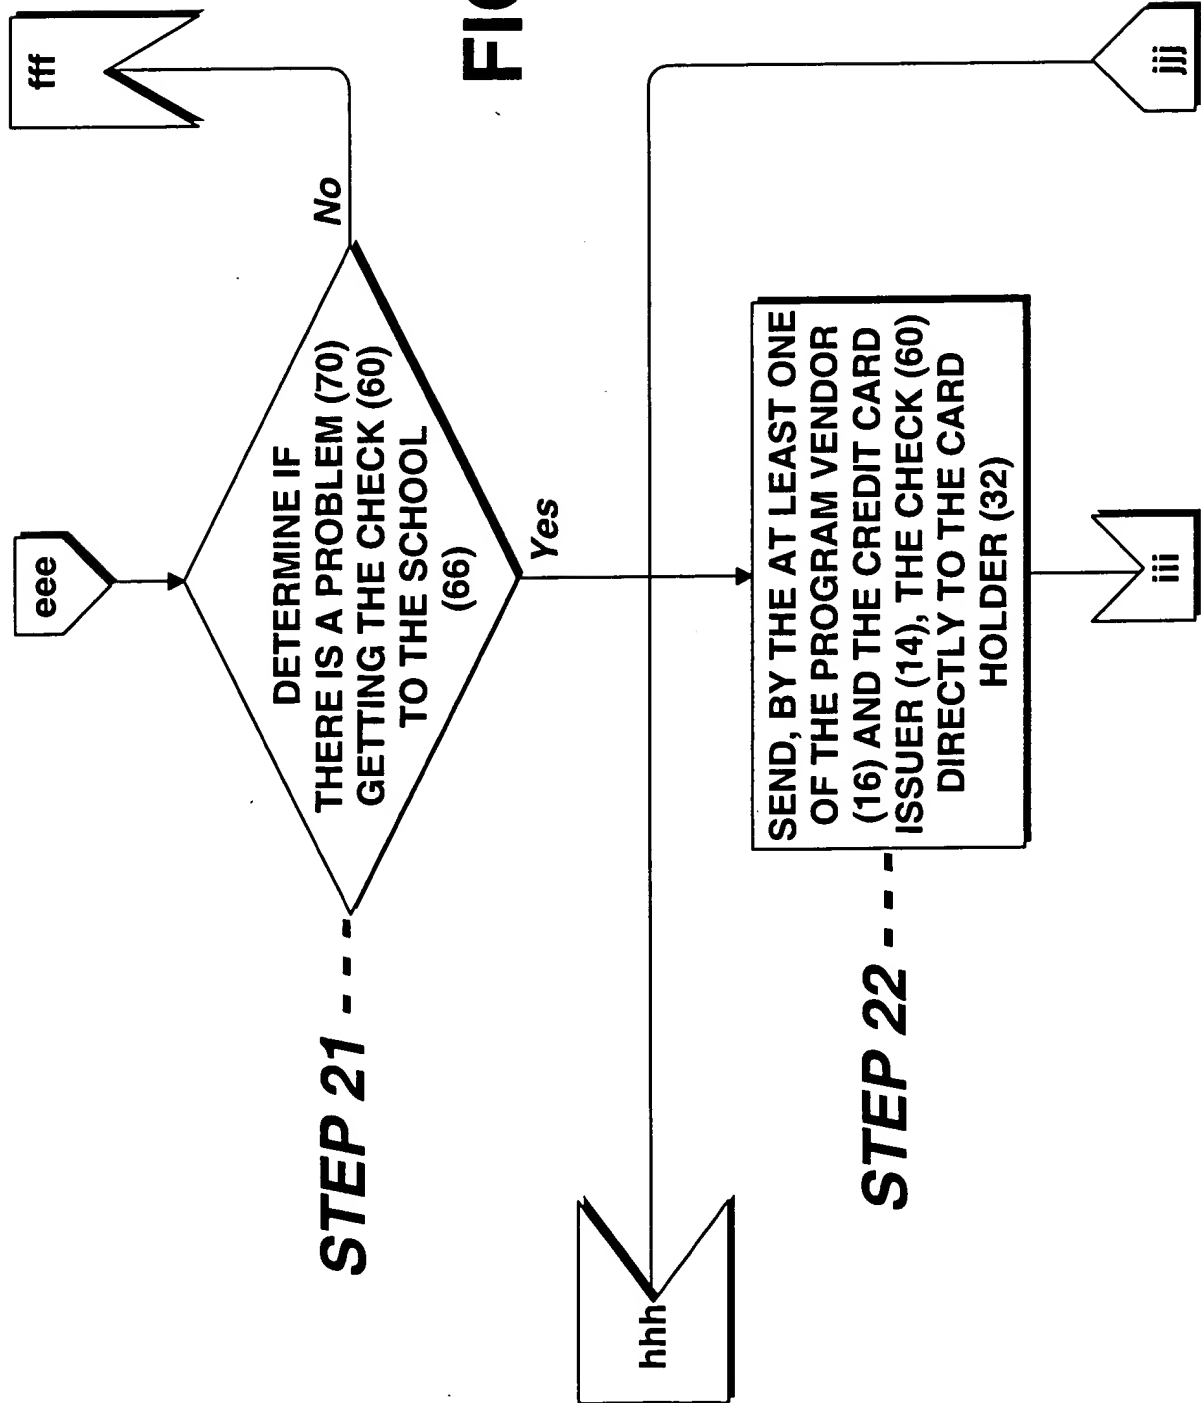 eee
fff
STEP 21 - - -
DETERMINE IF
THERE IS A PROBLEM (70)
GETTING THE CHECK (60)
TO THE SCHOOL
(66)
No
Yes
hhh
STEP 22 - - -
SEND, BY THE AT LEAST ONE
OF THE PROGRAM VENDOR
(16) AND THE CREDIT CARD
ISSUER (14), THE CHECK (60)
DIRECTLY TO THE CARD
HOLDER (32)
iii
jjj